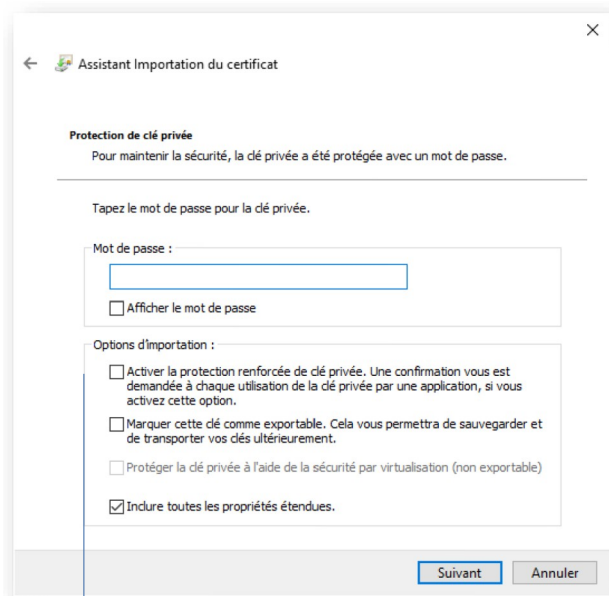 Assistant Importation du certificat
Protection de clé privée
Pour maintenir la sécurité, la clé privée a été protégée avec un mot de passe.
Tapez le mot de passe pour la clé privée.
Mot de passe :
Afficher le mot de passe
Options d'importation :
Activer la protection renforcée de clé privée. Une confirmation vous est
demandée à chaque utilisation de la clé privée par une application, si vous
activez cette option.
Marquer cette clé comme exportable. Cela vous permettra de sauvegarder et
de transporter vos clés ultérieurement.
Protéger la clé privée à l'aide de la sécurité par virtualisation (non exportable)
Inclure toutes les propriétés étendues.
Suivant
Annuler